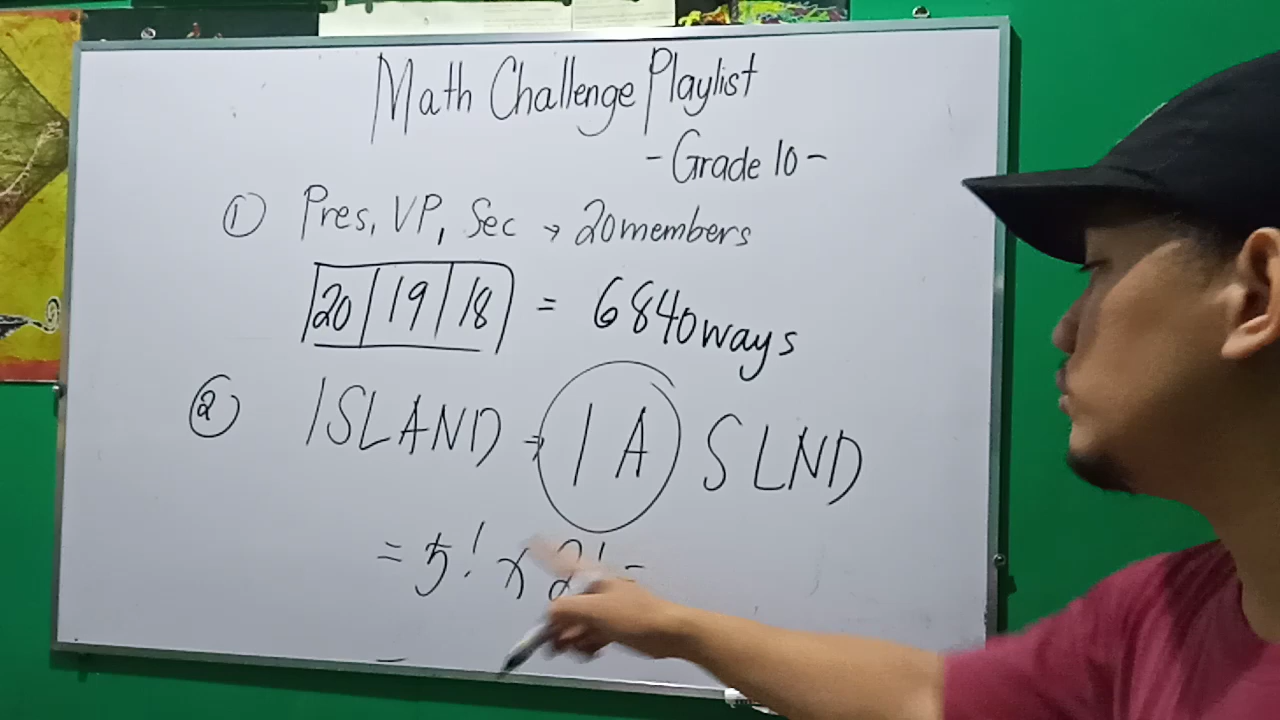 Math Challenge Playlist
- Grade 10 -
① Pres, VP, Sec → 20 members
20 | 19 | 18 = 6840 ways
② ISLAND → IA SLND
= 5! x 2! =